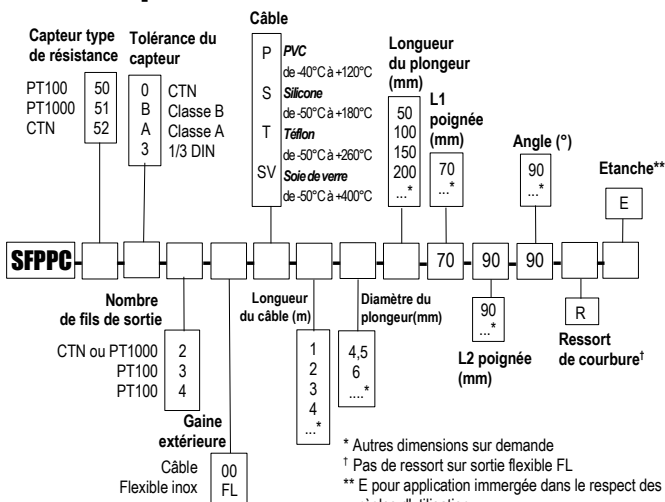 Câble
Capteur type
de résistance
PT100 50
PT1000 51
CTN 52
Tolérance du
capteur
0 CTN
B Classe B
A Classe A
3 1/3 DIN
P PVC
de -40°C à +120°C
S Silicone
de -50°C à +180°C
T Téflon
de -50°C à +260°C
SV Soie de verre
de -50°C à +400°C
Longueur
du plongeur
(mm)
50
100
150
200
...*
L1
poignée
(mm)
70
...*
Angle (°)
90
...*
Etanche**
E
SFPPC - - - - - - - - 70 - 90 - 90 -
Nombre
de fils de sortie
CTN ou PT1000 2
PT100 3
PT100 4
Gaine
extérieure
Câble 00
Flexible inox FL
Longueur
du câble (m)
1
2
3
4
...*
Diamètre du
plongeur(mm)
4,5
6
....*
90
...*
L2 poignée
(mm)
R
Ressort
de courbure†
* Autres dimensions sur demande
† Pas de ressort sur sortie flexible FL
** E pour application immergée dans le respect des